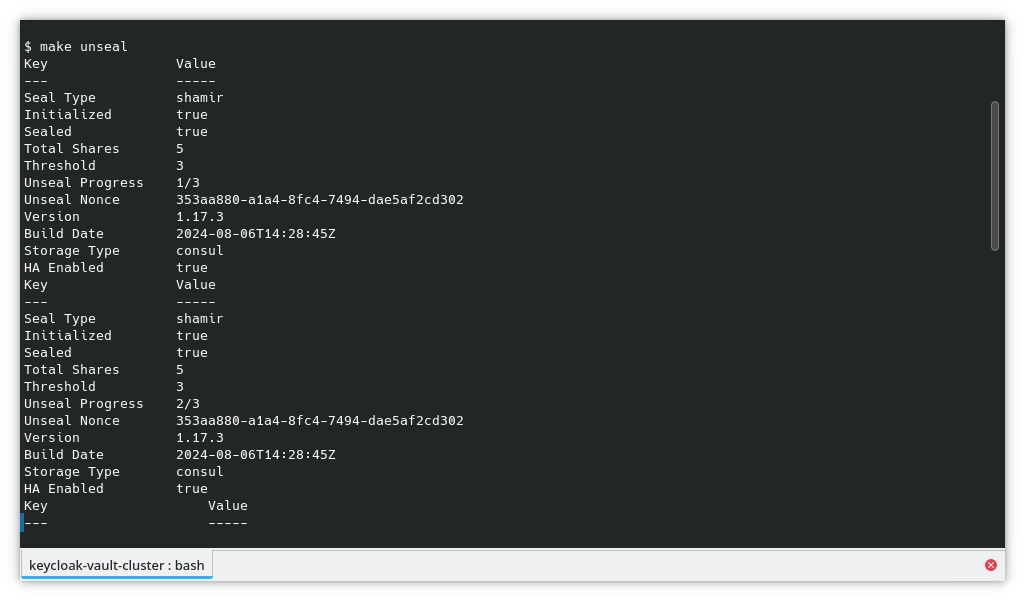 $ make unseal
Key                Value
---                -----
Seal Type          shamir
Initialized        true
Sealed             true
Total Shares       5
Threshold          3
Unseal Progress    1/3
Unseal Nonce       353aa880-a1a4-8fc4-7494-dae5af2cd302
Version            1.17.3
Build Date         2024-08-06T14:28:45Z
Storage Type       consul
HA Enabled         true
Key                Value
---                -----
Seal Type          shamir
Initialized        true
Sealed             true
Total Shares       5
Threshold          3
Unseal Progress    2/3
Unseal Nonce       353aa880-a1a4-8fc4-7494-dae5af2cd302
Version            1.17.3
Build Date         2024-08-06T14:28:45Z
Storage Type       consul
HA Enabled         true
Key                    Value
---                    -----
keycloak-vault-cluster : bash